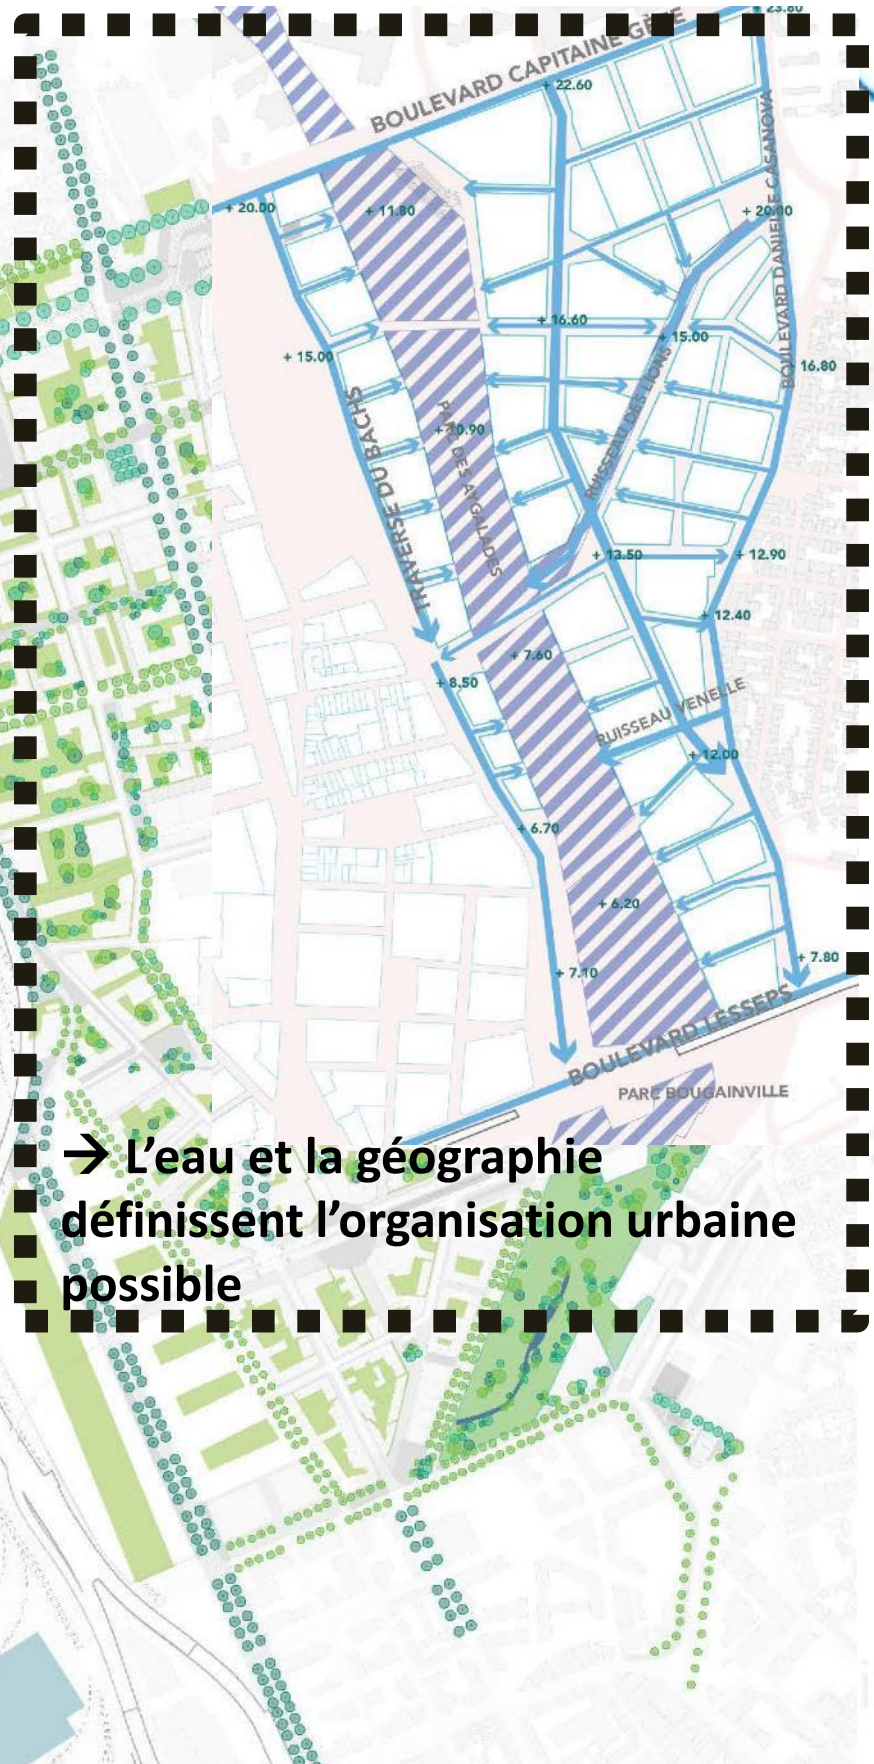 + 23.80
BOULEVARD CAPITAINE GÈZE
+ 22.60
BOULEVARD DANIELLE CASANOVA
+ 20.00
+ 11.80
+ 20.00
+ 16.60
+ 15.00
+ 15.00
16.80
TRAVERSE DU BACHS
+ 10.90
PARC DES AYGALADES
RUISSEAU DES LIONS
+ 13.50
+ 12.90
+ 12.40
+ 7.60
+ 8.50
RUISSEAU VENELLE
+ 12.00
+ 6.70
+ 6.20
+ 7.10
+ 7.80
BOULEVARD LESSEPS
PARC BOUGAINVILLE
→ L'eau et la géographie
définissent l'organisation urbaine
possible